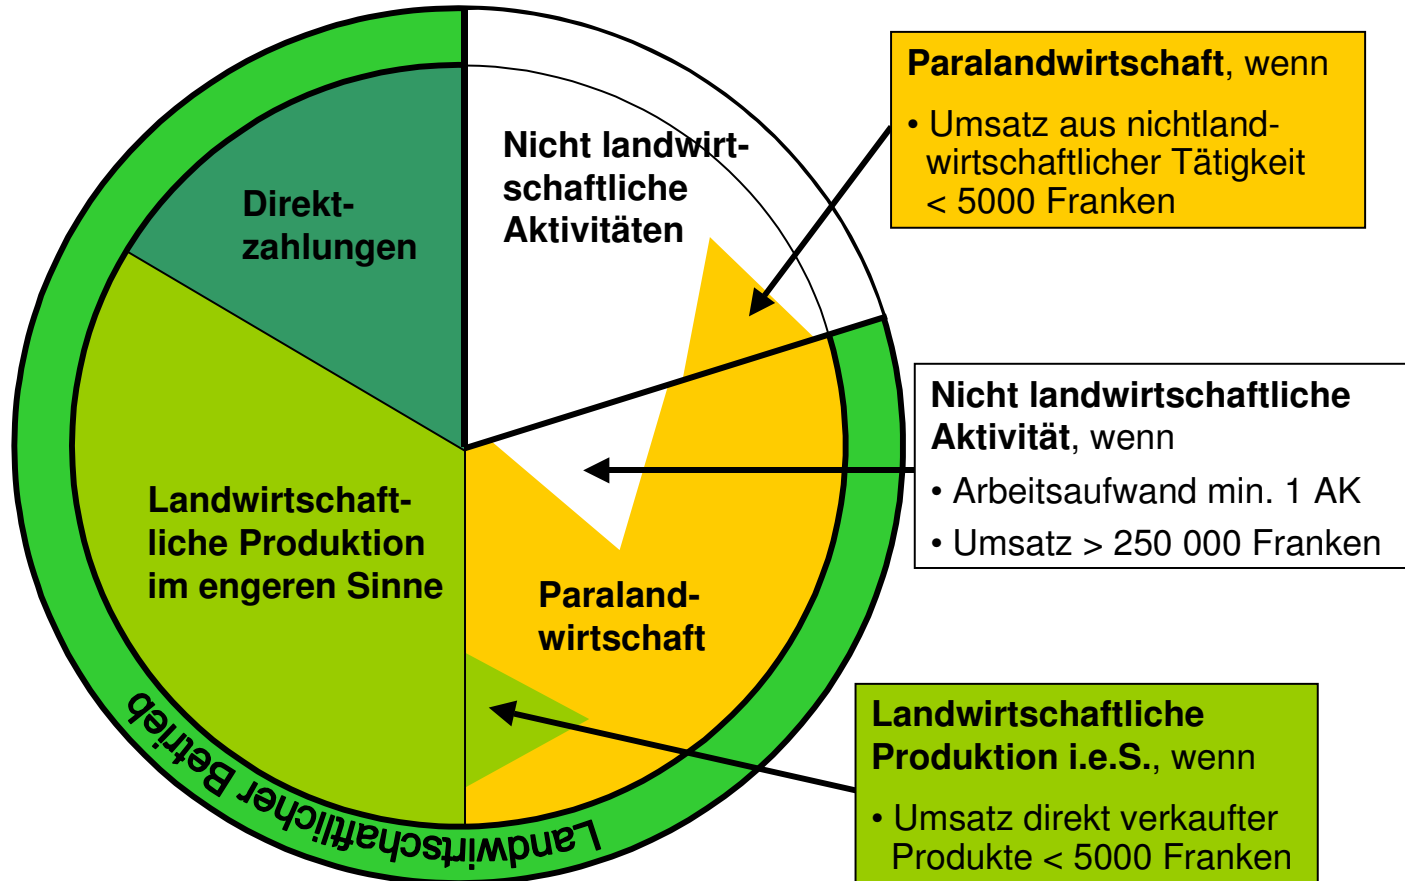 Paralandwirtschaft, wenn
• Umsatz aus nichtland-
wirtschaftlicher Tätigkeit
< 5000 Franken
Nicht landwirt-
schaftliche
Aktivitäten
Direkt-
zahlungen
Nicht landwirtschaftliche
Aktivität, wenn
• Arbeitsaufwand min. 1 AK
• Umsatz > 250 000 Franken
Landwirtschaft-
liche Produktion
im engeren Sinne
Paraland-
wirtschaft
Landwirtschaftliche
Produktion i.e.S., wenn
• Umsatz direkt verkaufter
Produkte < 5000 Franken
Landwirtschaftlicher Betrieb